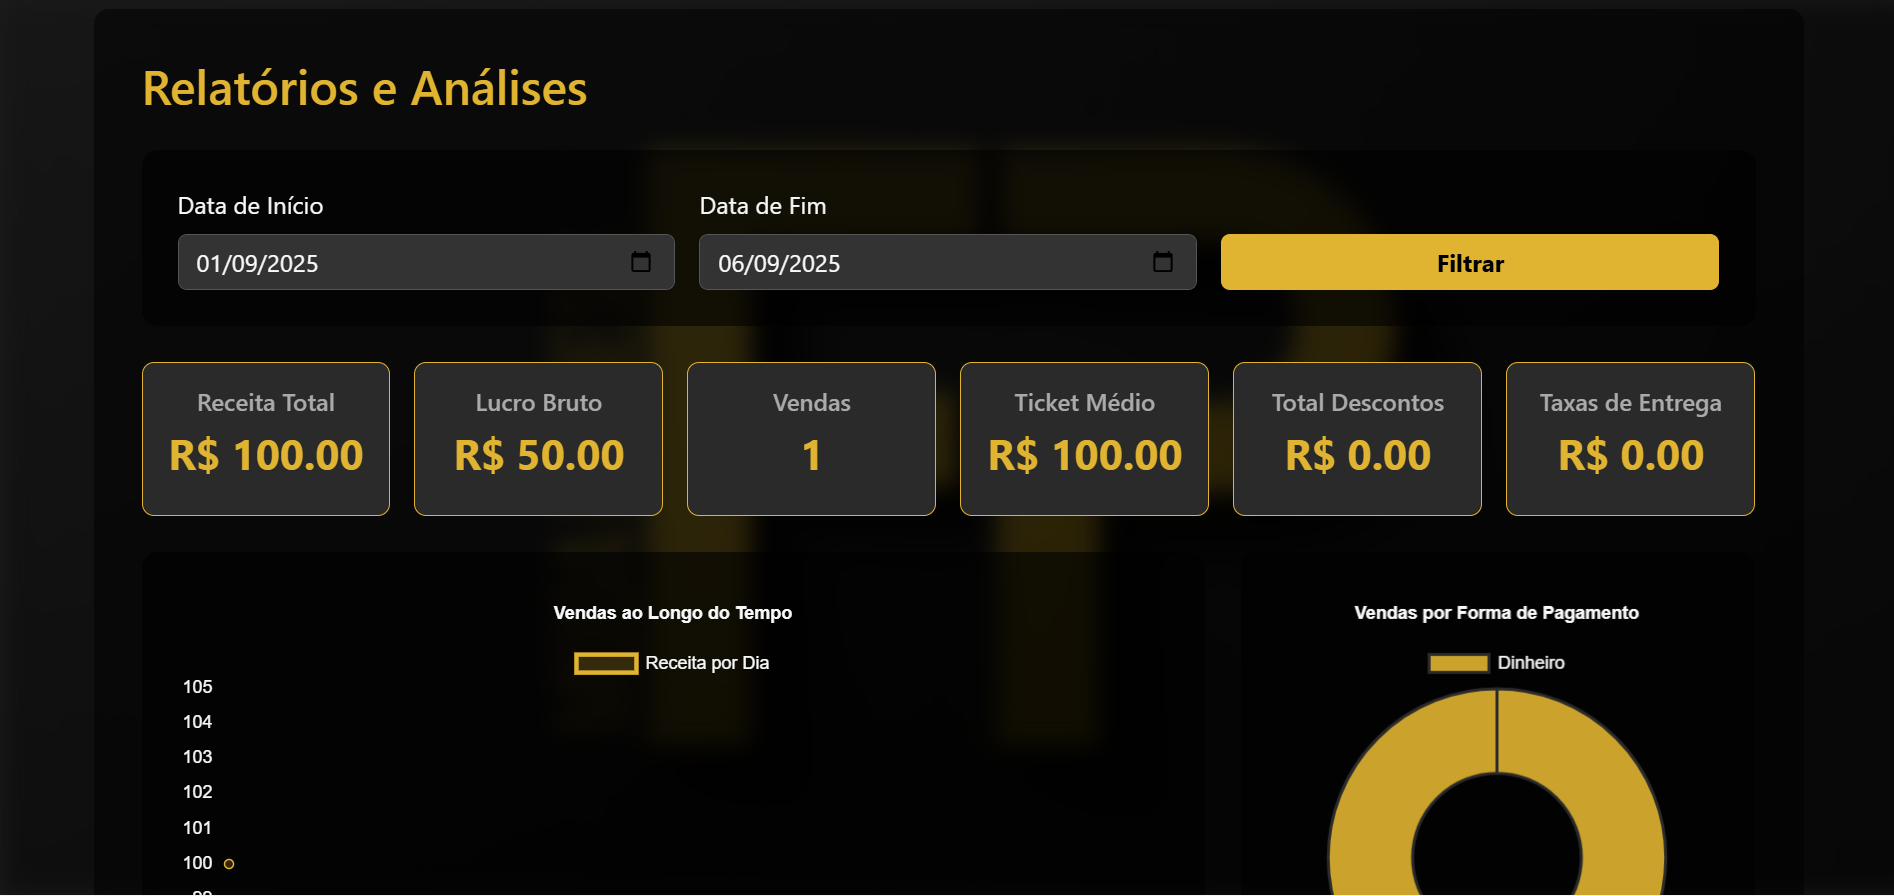 Relatórios e Análises
Data de Início
Data de Fim
01/09/2025
06/09/2025
Filtrar
Receita Total
R$ 100.00
Lucro Bruto
R$ 50.00
Vendas
1
Ticket Médio
R$ 100.00
Total Descontos
R$ 0.00
Taxas de Entrega
R$ 0.00
Vendas ao Longo do Tempo
Receita por Dia
105
104
103
102
101
100
Vendas por Forma de Pagamento
Dinheiro